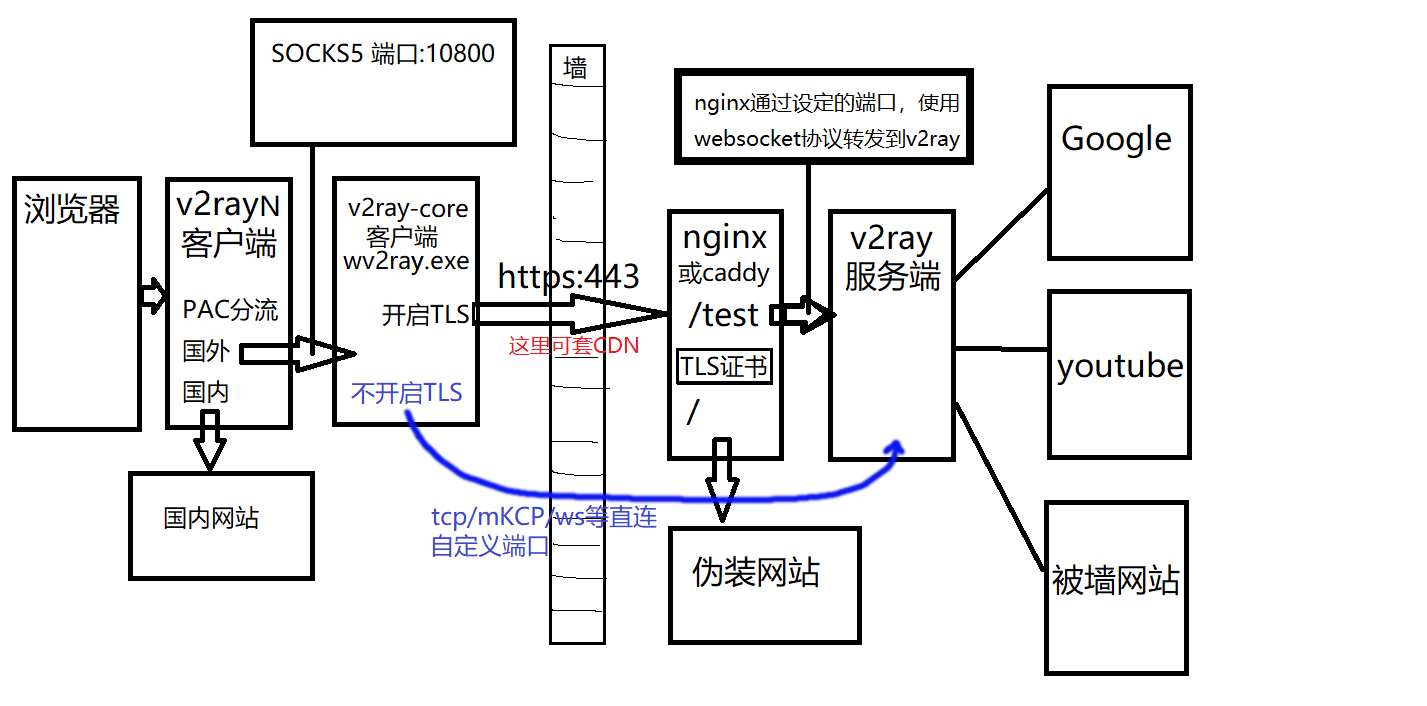 SOCKS5 端口:10800
墙
nginx通过设定的端口，使用
websocket协议转发到v2ray
浏览器
v2rayN
客户端
PAC分流
国外
国内
国内网站
v2ray-core
客户端
wv2ray.exe
开启TLS
不开启TLS
https:443
这里可套CDN
tcp/mKCP/ws等直连
自定义端口
nginx
或caddy
/test
TLS证书
/
伪装网站
v2ray
服务端
Google
youtube
被墙网站